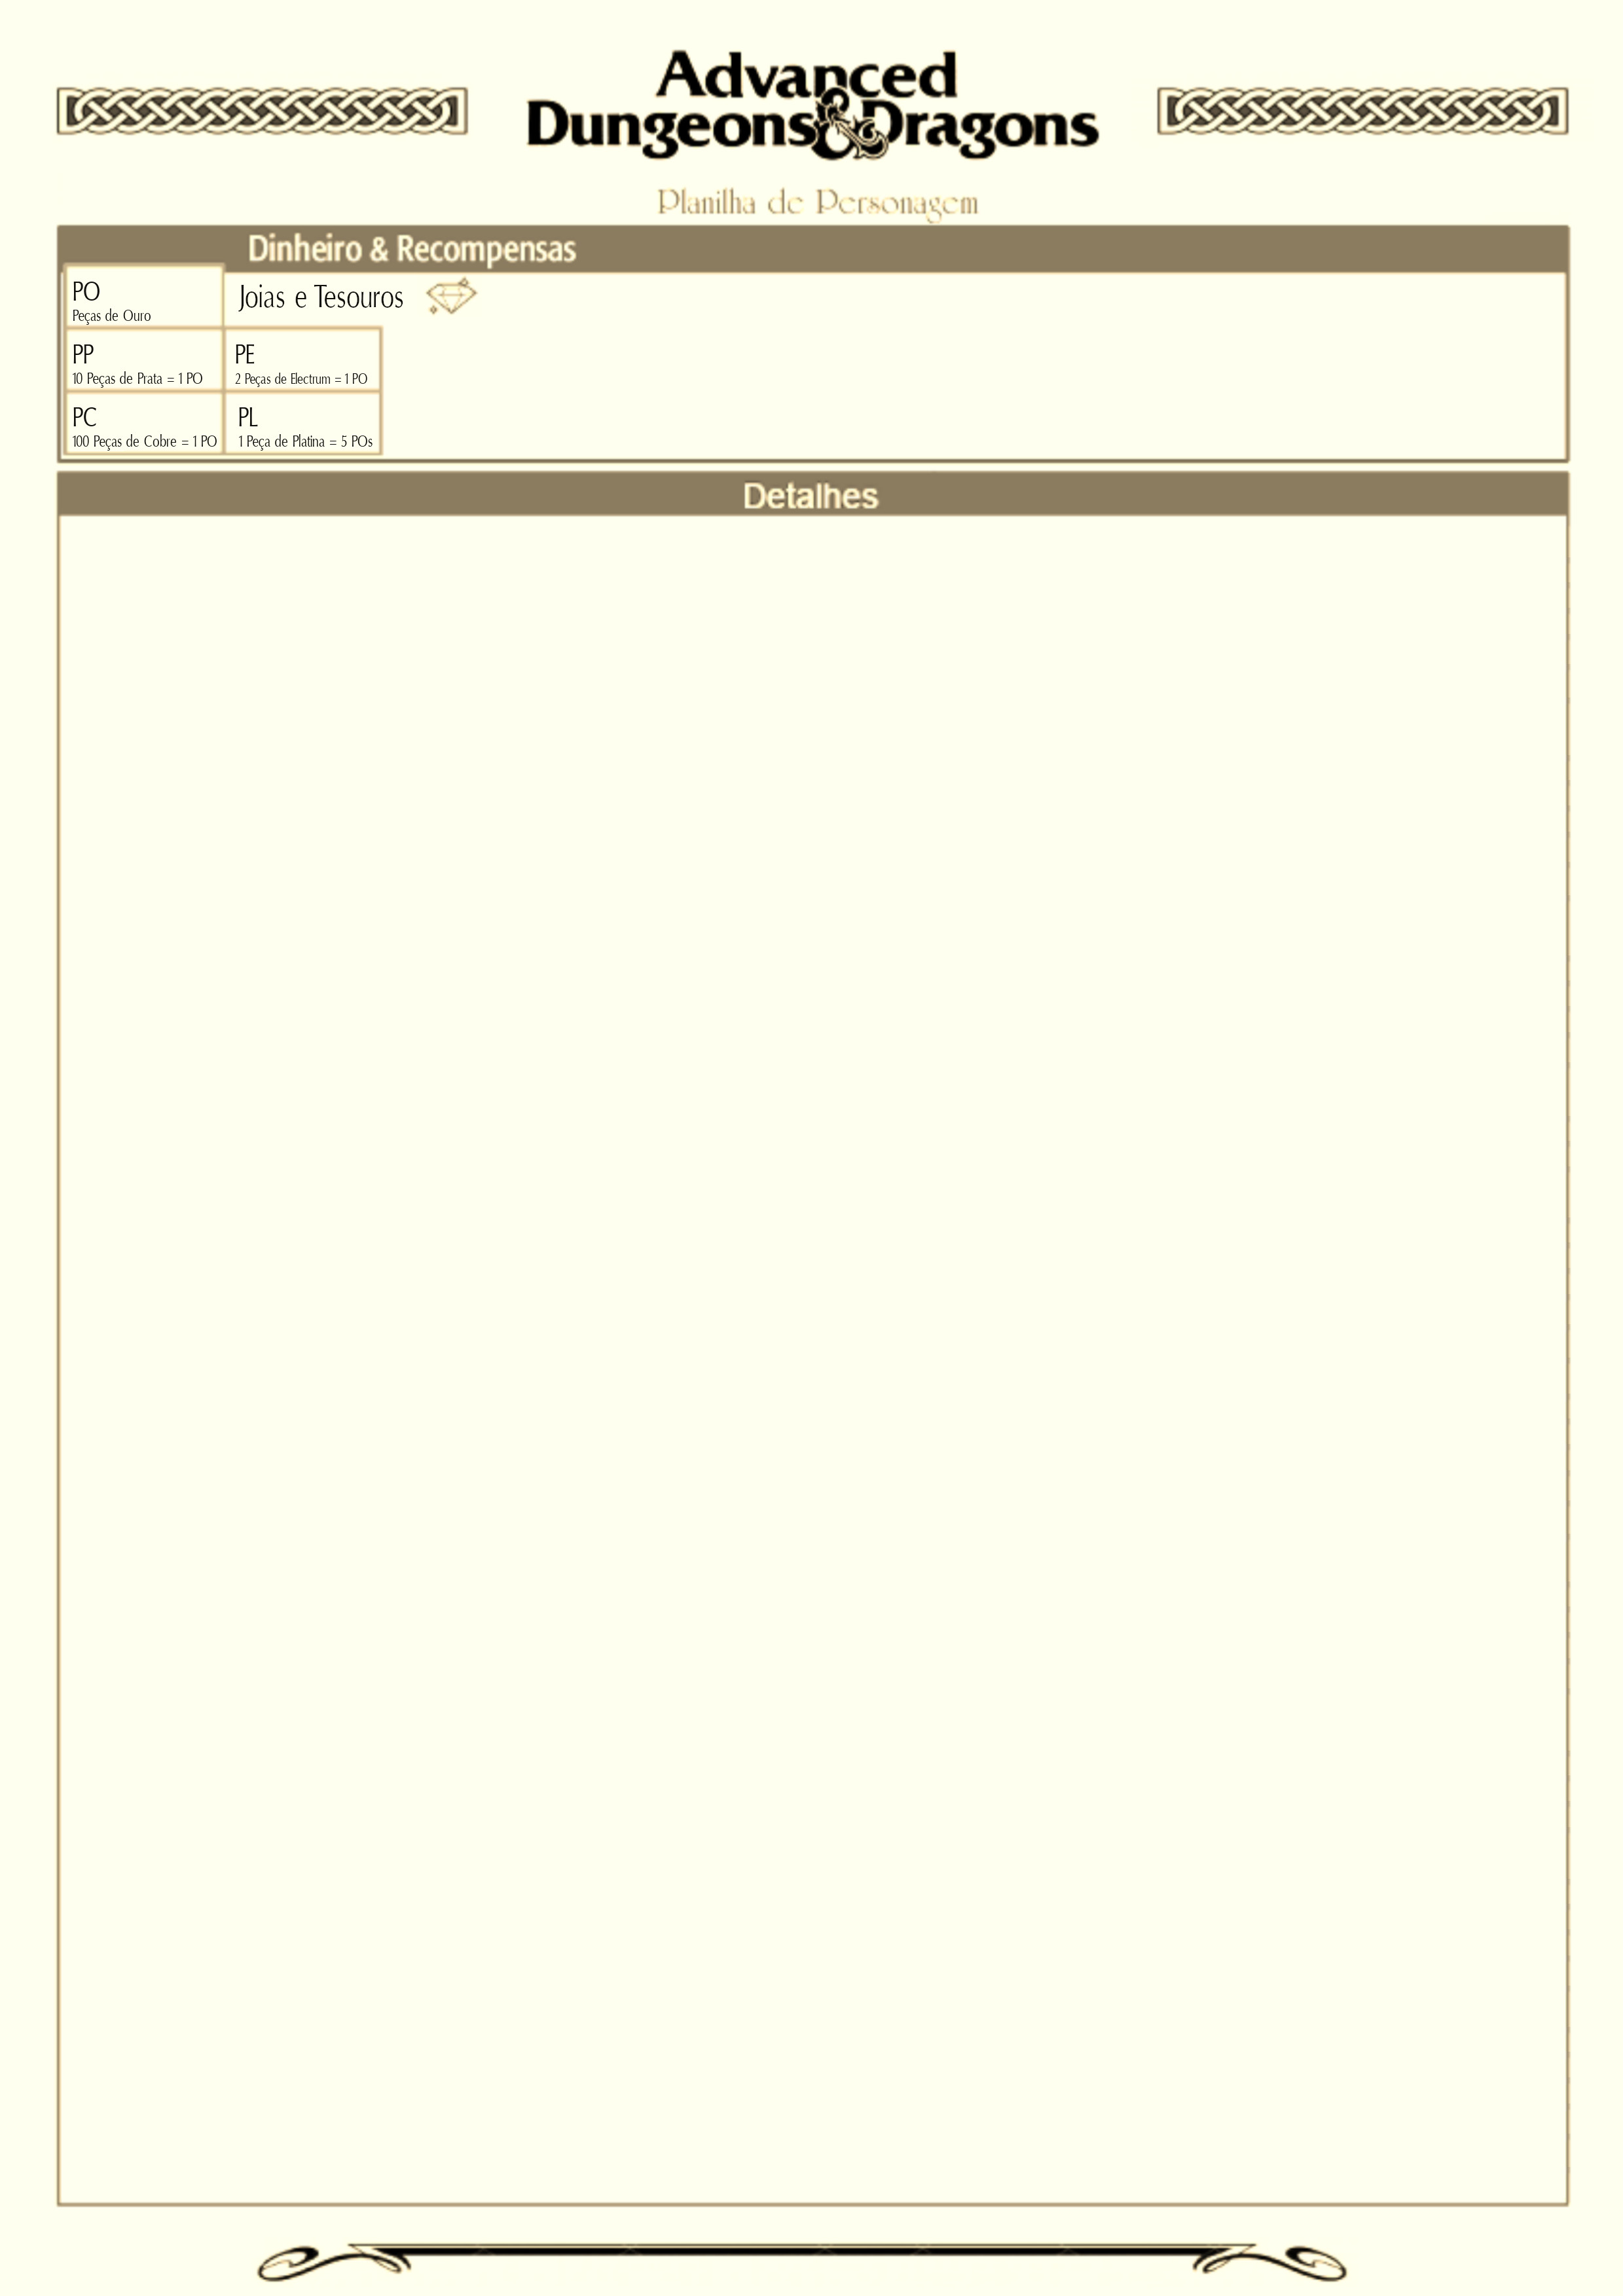 Advanced
Dungeons & Dragons
Planilha de Personagem
Dinheiro & Recompensas
PO
Peças de Ouro
Joias e Tesouros
PP
10 Peças de Prata = 1 PO
PE
2 Peças de Electrum = 1 PO
PC
100 Peças de Cobre = 1 PO
PL
1 Peça de Platina = 5 POs
Detalhes